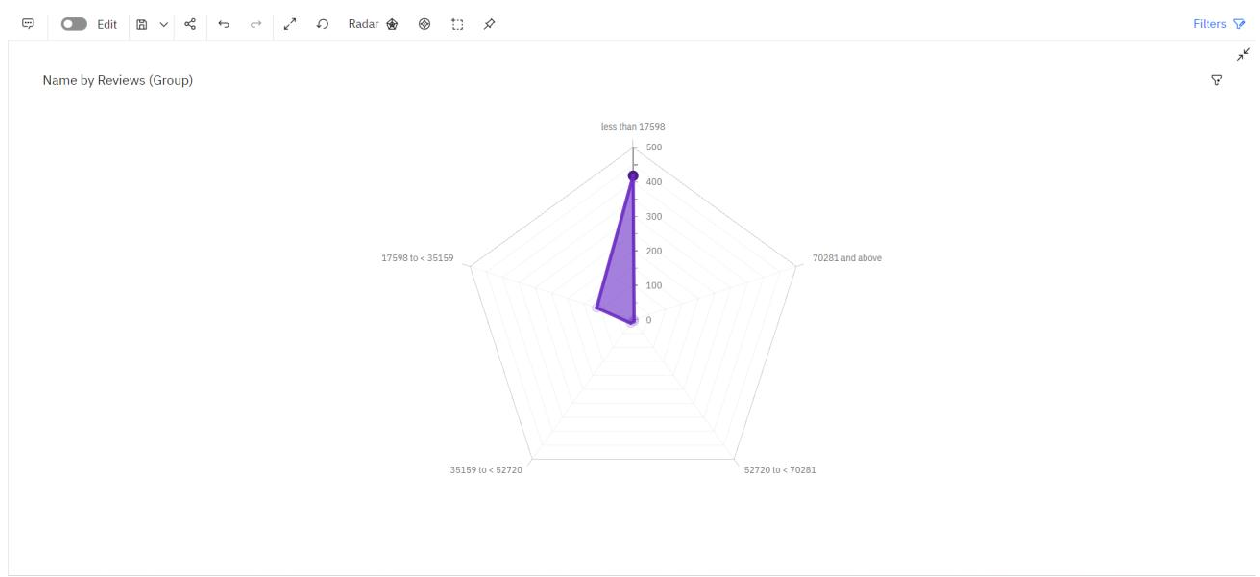 Edit
Radar
Filters
Name by Reviews (Group)
less than 17598
500
400
300
200
100
0
17598 to < 35159
70281 and above
35159 to < 52720
52720 to < 70281